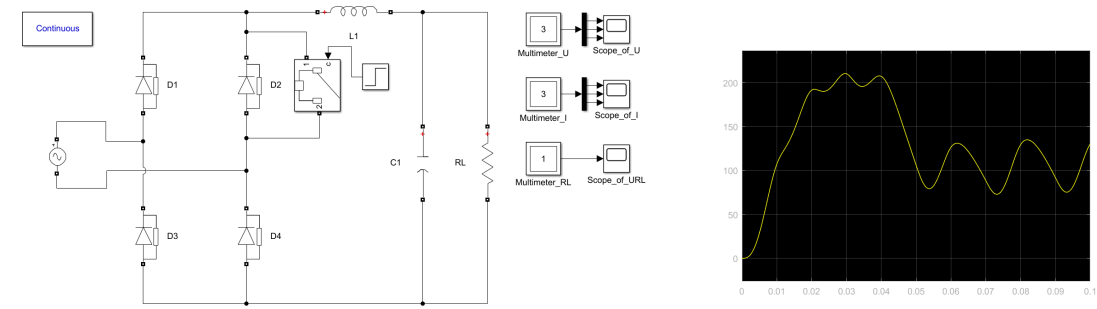 Continuous
L1
D1
D2
1
c
2
D3
D4
C1
RL
3
Multimeter_U
Scope_of_U
3
Multimeter_I
Scope_of_I
1
Multimeter_RL
Scope_of_URL
200
150
100
50
0
0 0.01 0.02 0.03 0.04 0.05 0.06 0.07 0.08 0.09 0.1